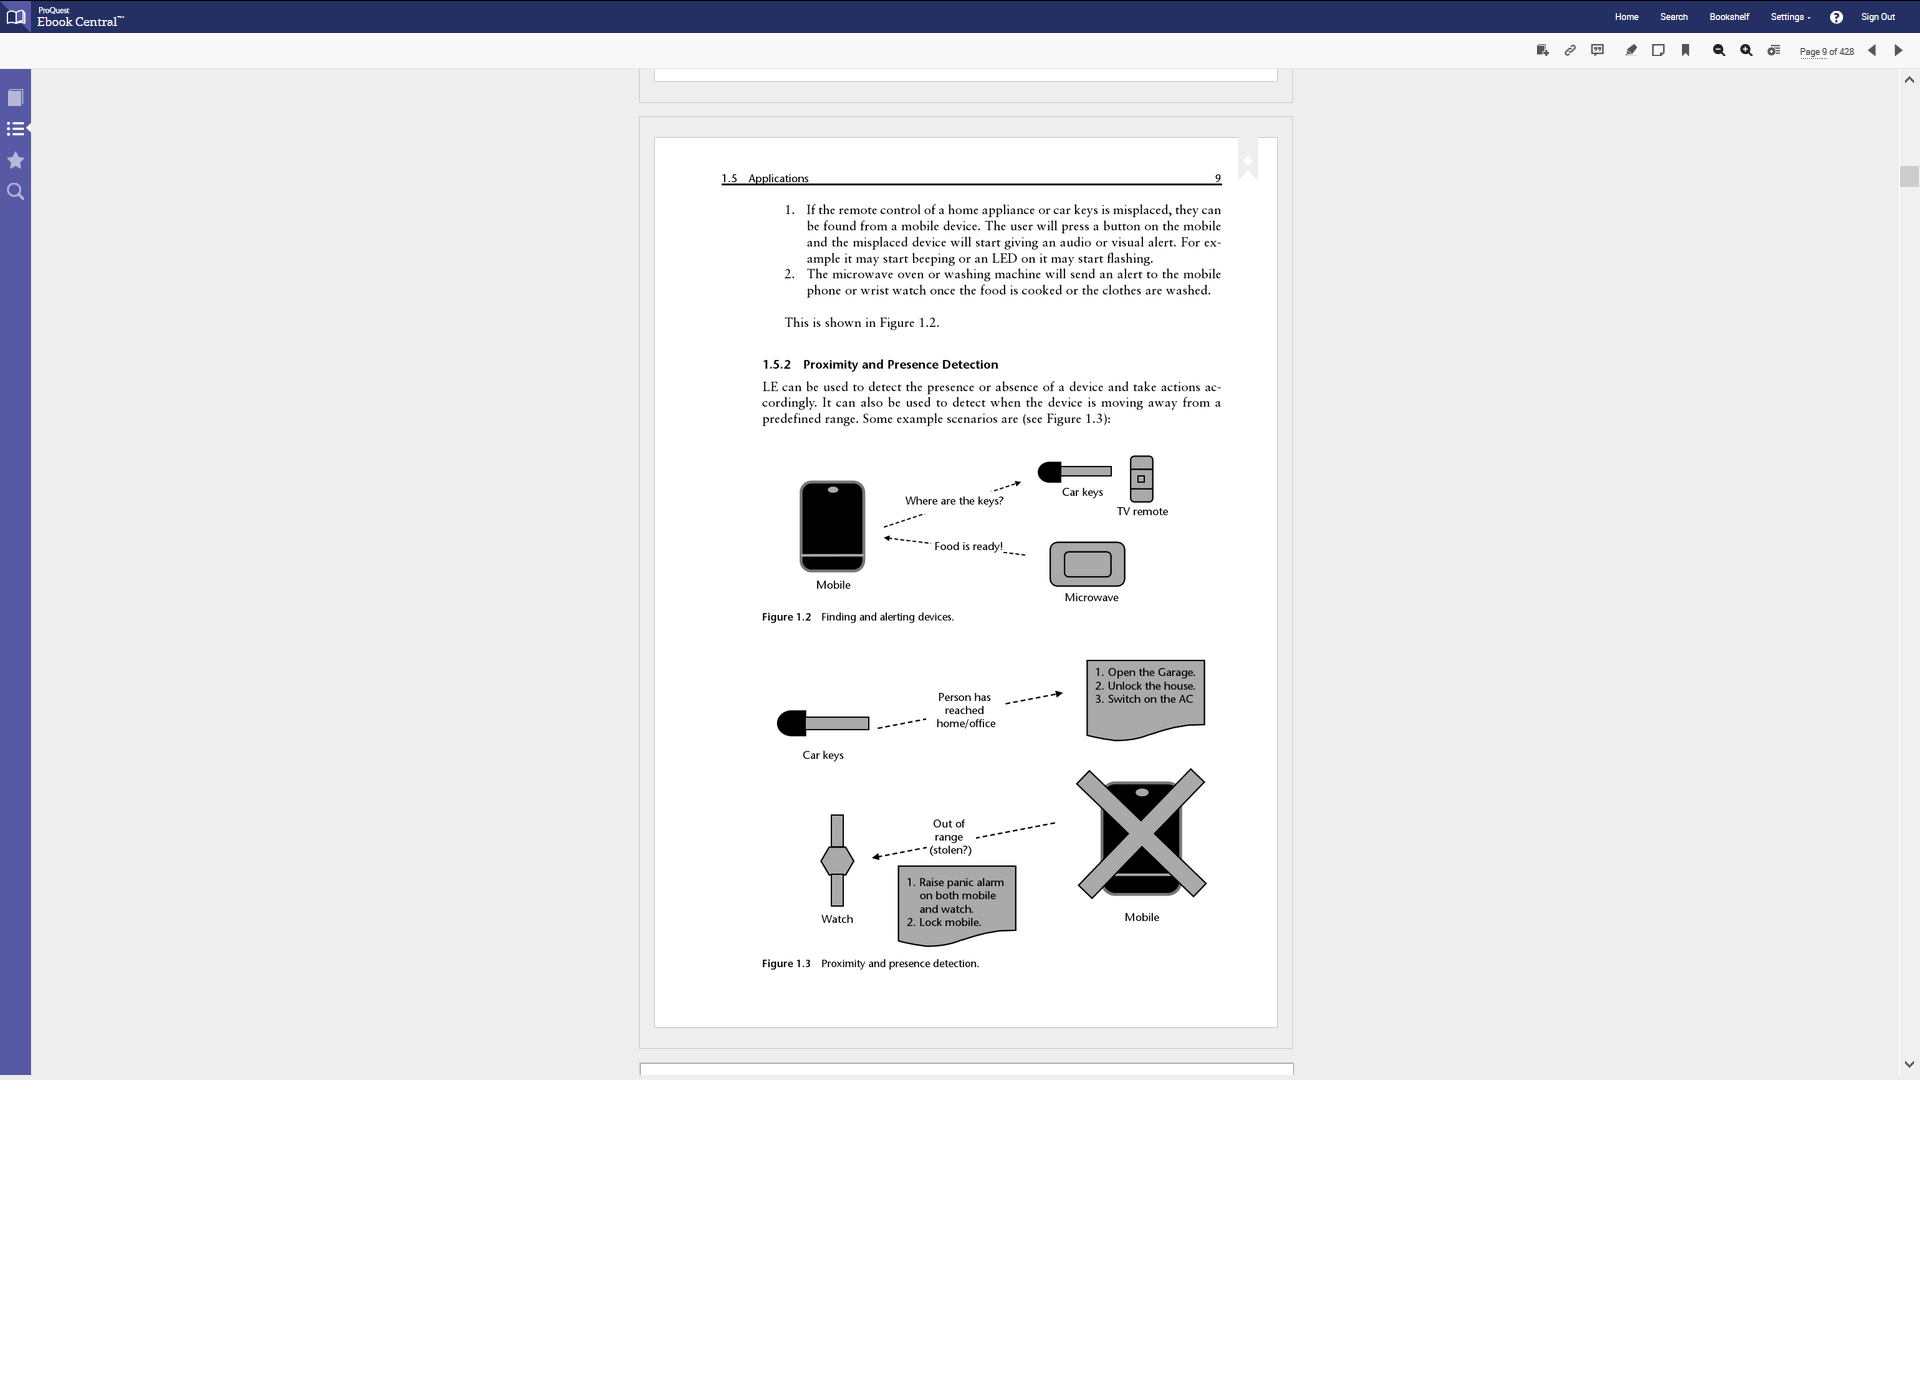 ProQuest
Ebook Central™
Home Search Bookshelf Settings Sign Out
Page 9 of 428
1.5 Applications 9
1. If the remote control of a home appliance or car keys is misplaced, they can
be found from a mobile device. The user will press a button on the mobile
and the misplaced device will start giving an audio or visual alert. For ex-
ample it may start beeping or an LED on it may start flashing.
2. The microwave oven or washing machine will send an alert to the mobile
phone or wrist watch once the food is cooked or the clothes are washed.
This is shown in Figure 1.2.
1.5.2 Proximity and Presence Detection
LE can be used to detect the presence or absence of a device and take actions ac-
cordingly. It can also be used to detect when the device is moving away from a
predefined range. Some example scenarios are (see Figure 1.3):
Where are the keys?
Car keys
TV remote
Food is ready!
Mobile
Microwave
Figure 1.2 Finding and alerting devices.
1. Open the Garage.
2. Unlock the house.
3. Switch on the AC
Person has
reached
home/office
Car keys
Out of
range
(stolen?)
1. Raise panic alarm
on both mobile
and watch.
2. Lock mobile.
Watch
Mobile
Figure 1.3 Proximity and presence detection.